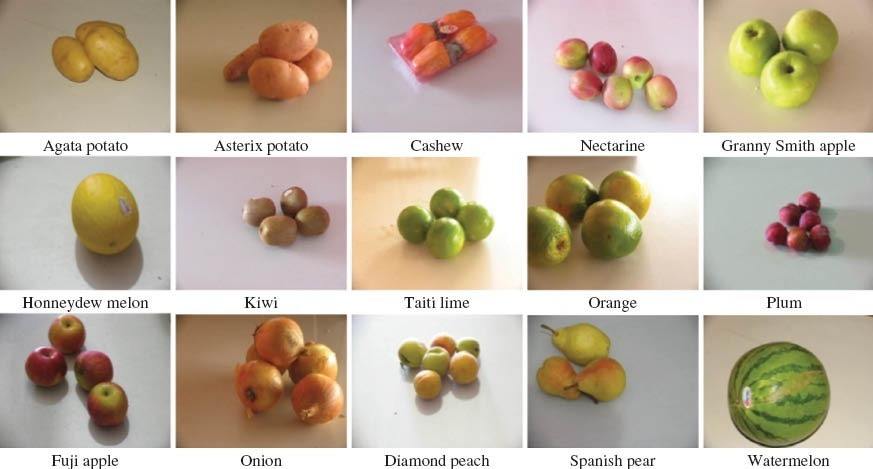 Agata potato
Asterix potato
Cashew
Nectarine
Granny Smith apple
Honneydew melon
Kiwi
Taiti lime
Orange
Plum
Fuji apple
Onion
Diamond peach
Spanish pear
Watermelon